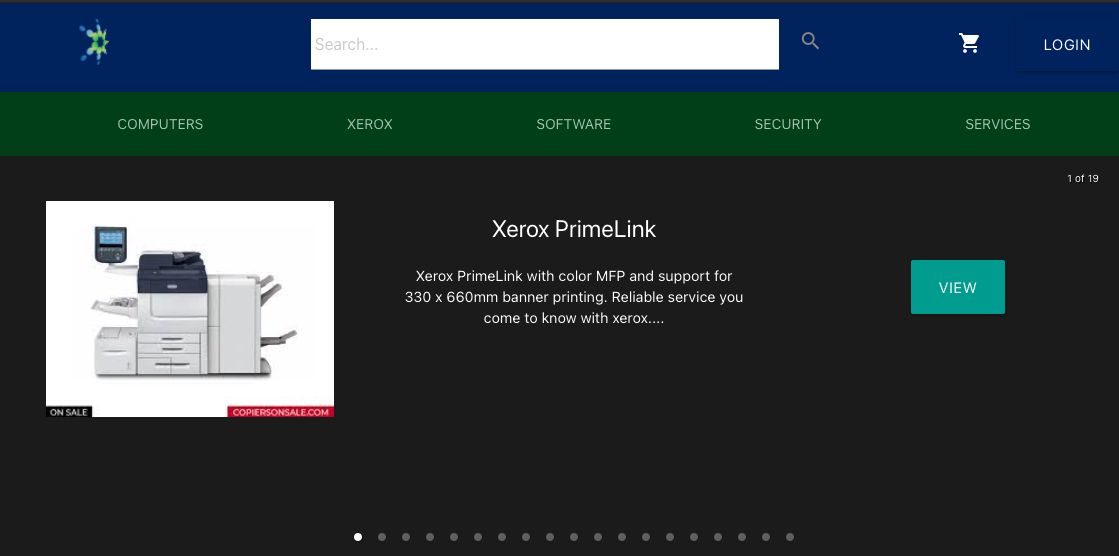 Search...
LOGIN
COMPUTERS
XEROX
SOFTWARE
SECURITY
SERVICES
1 of 19
Xerox PrimeLink
Xerox PrimeLink with color MFP and support for
330 x 660mm banner printing. Reliable service you
come to know with xerox....
VIEW
ON SALE
COPIERSONSALE.COM